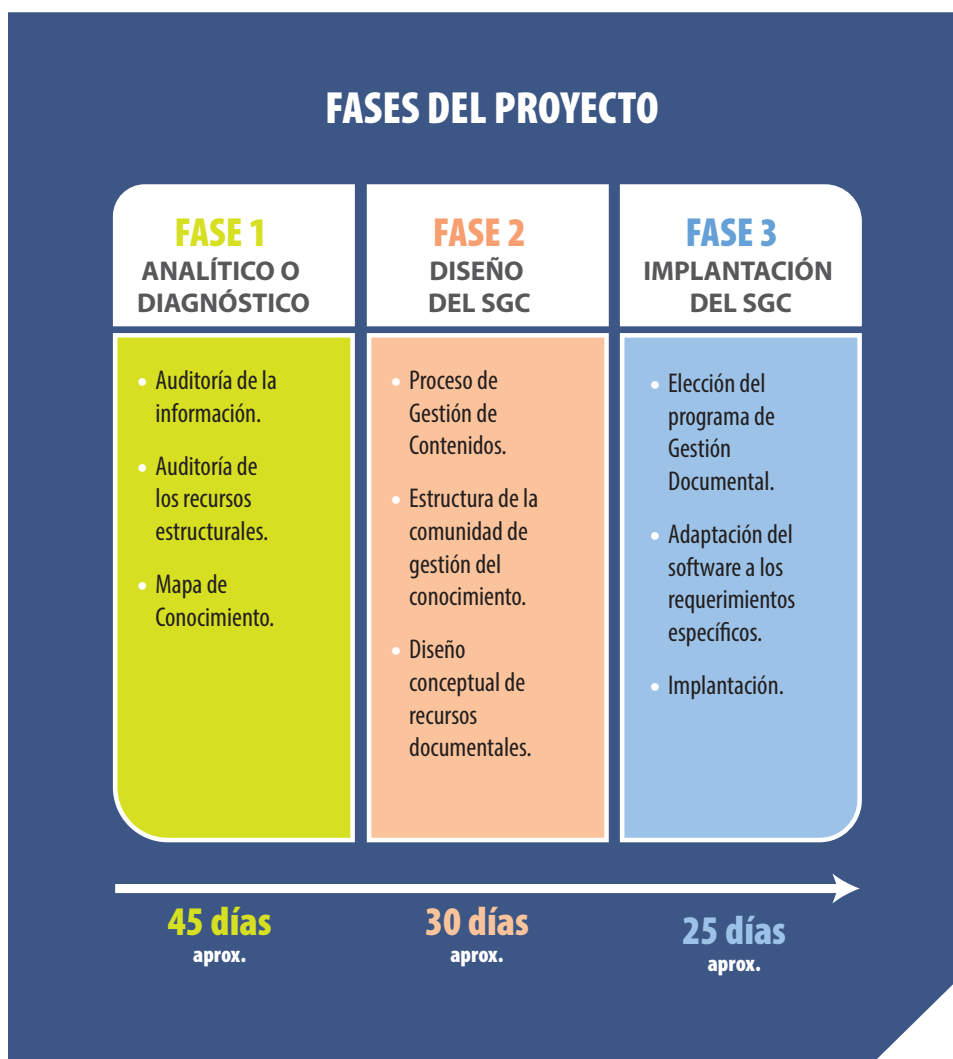 FASES DEL PROYECTO
FASE 1
ANALÍTICO O
DIAGNÓSTICO
• Auditoría de la
información.
• Auditoría de
los recursos
estructurales.
• Mapa de
Conocimiento.
FASE 2
DISEÑO
DEL SGC
• Proceso de
Gestión de
Contenidos.
• Estructura de la
comunidad de
gestión del
conocimiento.
• Diseño
conceptual de
recursos
documentales.
FASE 3
IMPLANTACIÓN
DEL SGC
• Elección del
programa de
Gestión
Documental.
• Adaptación del
software a los
requerimientos
específicos.
• Implantación.
45 días
aprox.
30 días
aprox.
25 días
aprox.